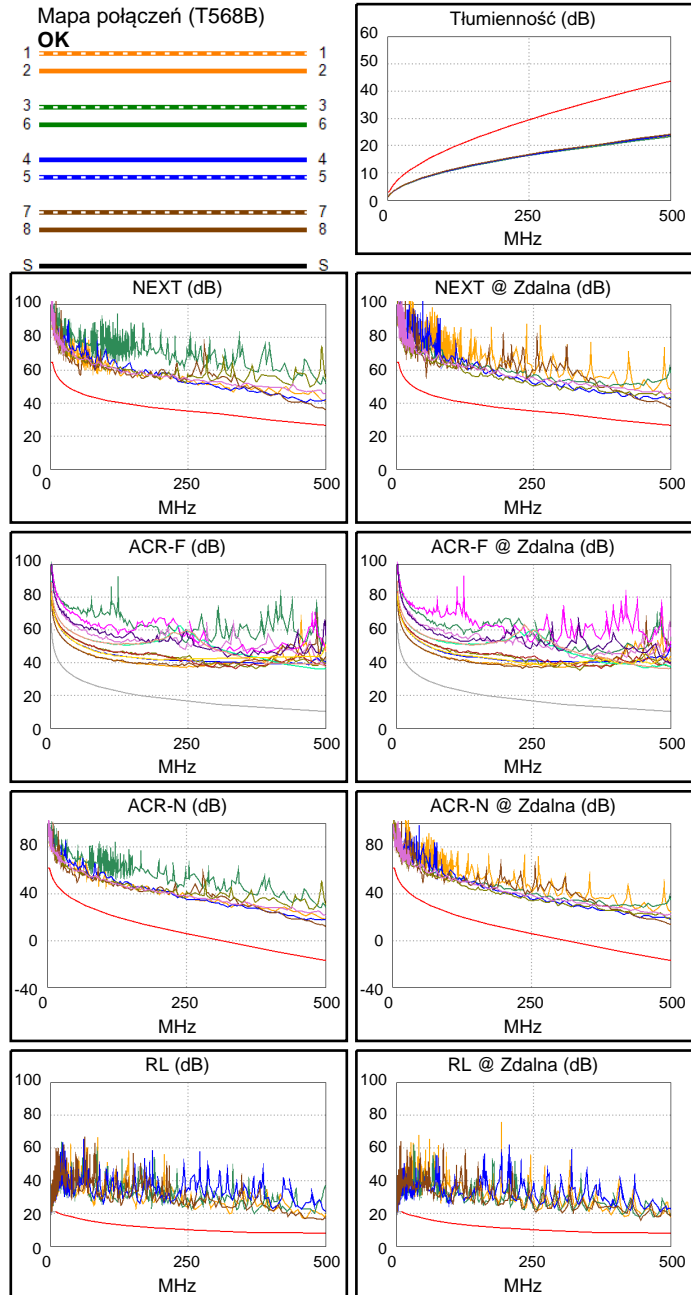 Mapa połączeń (T568B)
OK
1 1
2 2
3 3
6 6
4 4
5 5
7 7
8 8
S S
Tłumienność (dB)
60
50
40
30
20
10
0
0 250 500
MHz
NEXT (dB)
100
80
60
40
20
0
0 250 500
MHz
NEXT @ Zdalna (dB)
100
80
60
40
20
0
0 250 500
MHz
ACR-F (dB)
100
80
60
40
20
0
0 250 500
MHz
ACR-F @ Zdalna (dB)
100
80
60
40
20
0
0 250 500
MHz
ACR-N (dB)
80
40
0
-40
0 250 500
MHz
ACR-N @ Zdalna (dB)
80
40
0
-40
0 250 500
MHz
RL (dB)
100
80
60
40
20
0
0 250 500
MHz
RL @ Zdalna (dB)
100
80
60
40
20
0
0 250 500
MHz